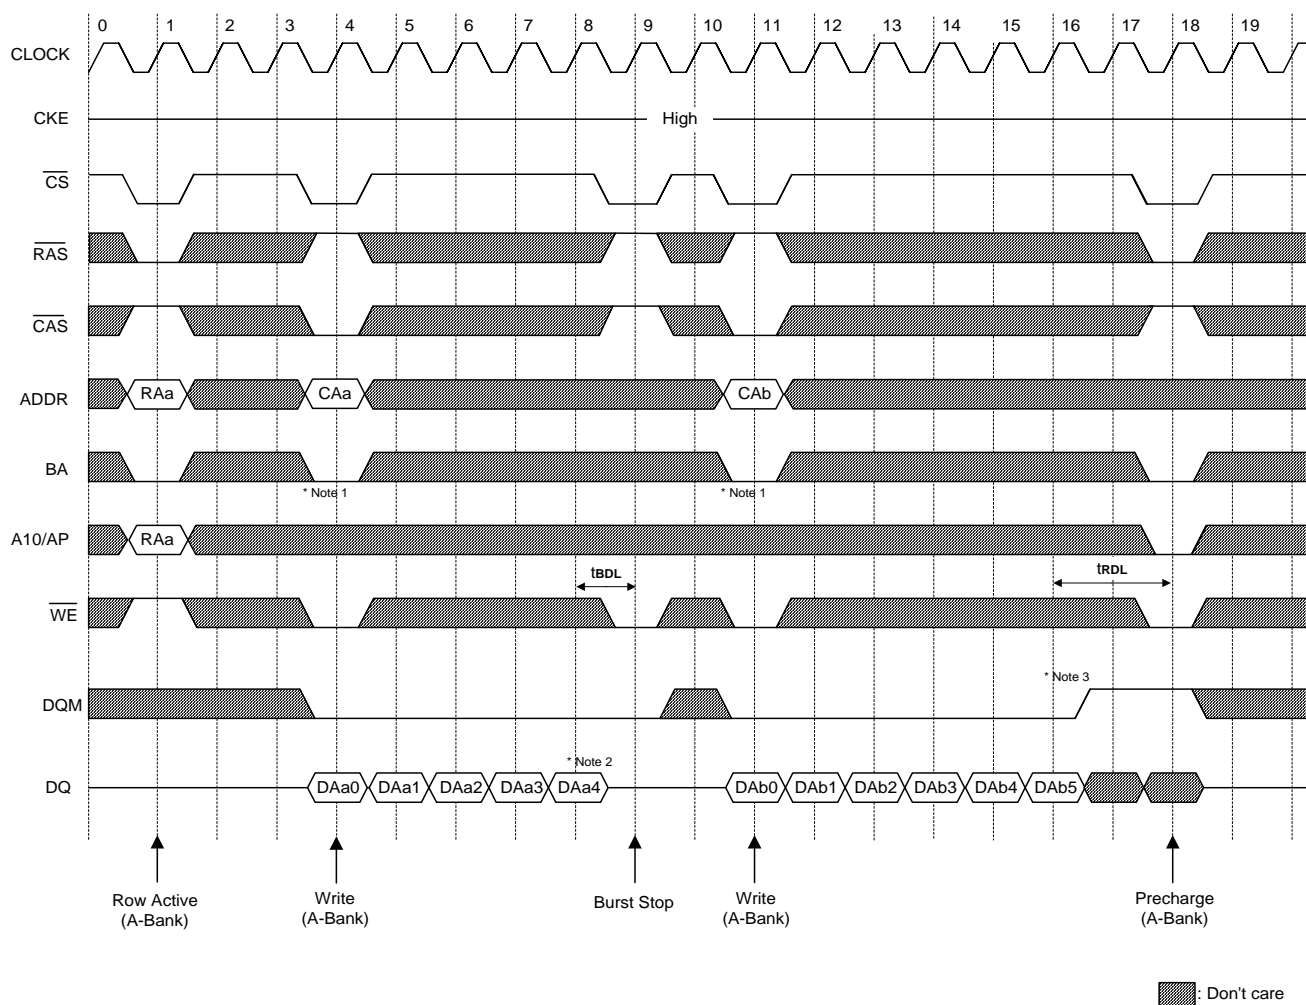 0 1 2 3 4 5 6 7 8 9 10 11 12 13 14 15 16 17 18 19
CLOCK
CKE High
CS
RAS
CAS
ADDR RAa CAa CAb
BA
* Note 1 * Note 1
A10/AP RAa
tBDL tRDL
WE
* Note 3
DQM
* Note 2
DQ DAa0 DAa1 DAa2 DAa3 DAa4 DAb0 DAb1 DAb2 DAb3 DAb4 DAb5
Row Active Write Burst Stop Write Precharge
(A-Bank) (A-Bank) (A-Bank) (A-Bank)
: Don't care